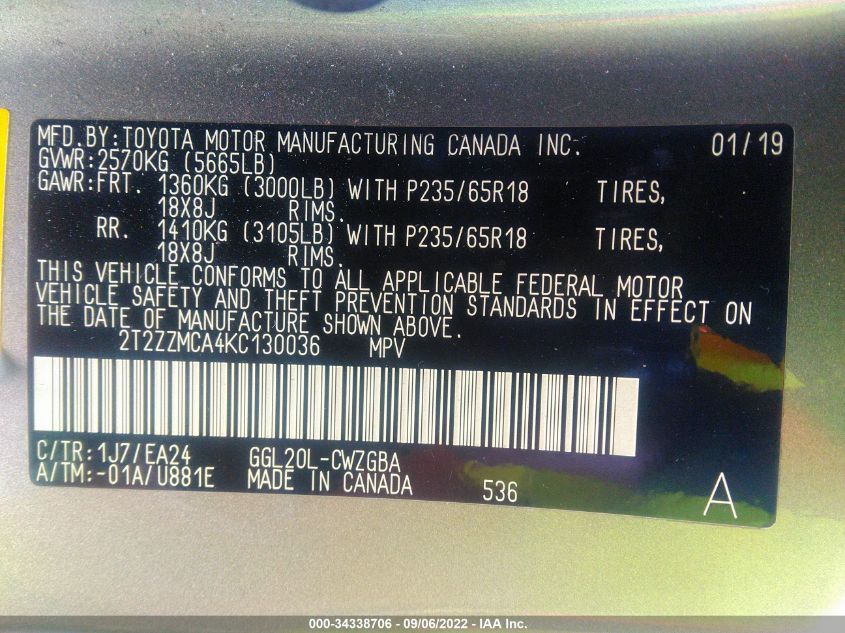 MFD.BY:TOYOTA MOTOR MANUFACTURING CANADA INC. 01/19
GVWR:2570KG (5665LB)
GAWR:FRT. 1360KG (3000LB) WITH P235/65R18 TIRES,
18X8J RIMS.
RR. 1410KG (3105LB) WITH P235/65R18 TIRES,
18X8J RIMS.
THIS VEHICLE CONFORMS TO ALL APPLICABLE FEDERAL MOTOR
VEHICLE SAFETY AND THEFT PREVENTION STANDARDS IN EFFECT ON
THE DATE OF MANUFACTURE SHOWN ABOVE.
2T2ZZMCA4KC130036 MPV
C/TR:1J7/EA24 GGL20L-CWZGBA
A/TM:-01A/U881E MADE IN CANADA 536 A
000-34338706 - 09/06/2022 - IAA Inc.